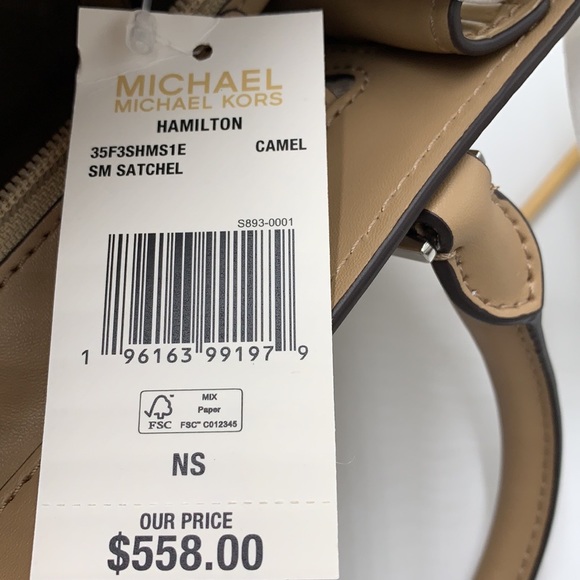 MICHAEL
MICHAEL KORS
HAMILTON
35F3SHMS1E CAMEL
SM SATCHEL
S893-0001
1 96163 99197 9
FSC
MIX
Paper
FSC™ C012345
NS
OUR PRICE
$558.00